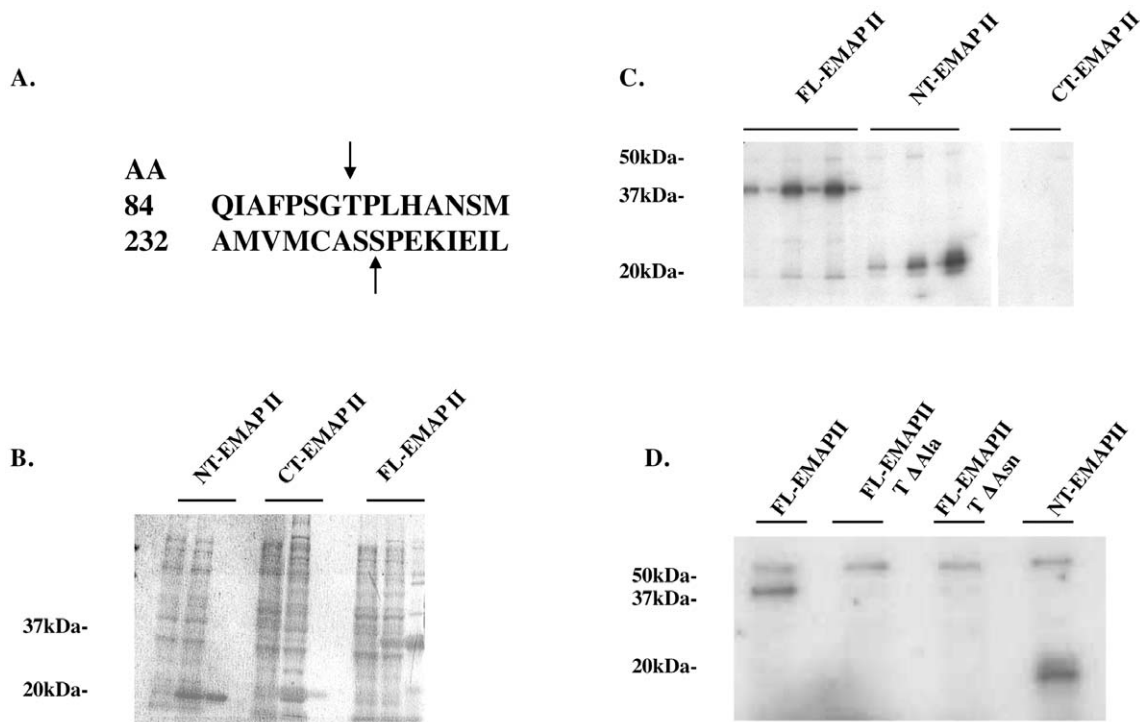 A.
AA
84 QIAFPSGTPLHANSM
232 AMVMCASSPEKIEIL
B.
NT-EMAP II
CT-EMAP II
FL-EMAP II
37kDa-
20kDa-
C.
FL-EMAP II
NT-EMAP II
CT-EMAP II
50kDa-
37kDa-
20kDa-
D.
FL-EMAPII
FL-EMAPII
T ΔAla
FL-EMAPII
T ΔAsn
NT-EMAPII
50kDa-
37kDa-
20kDa-